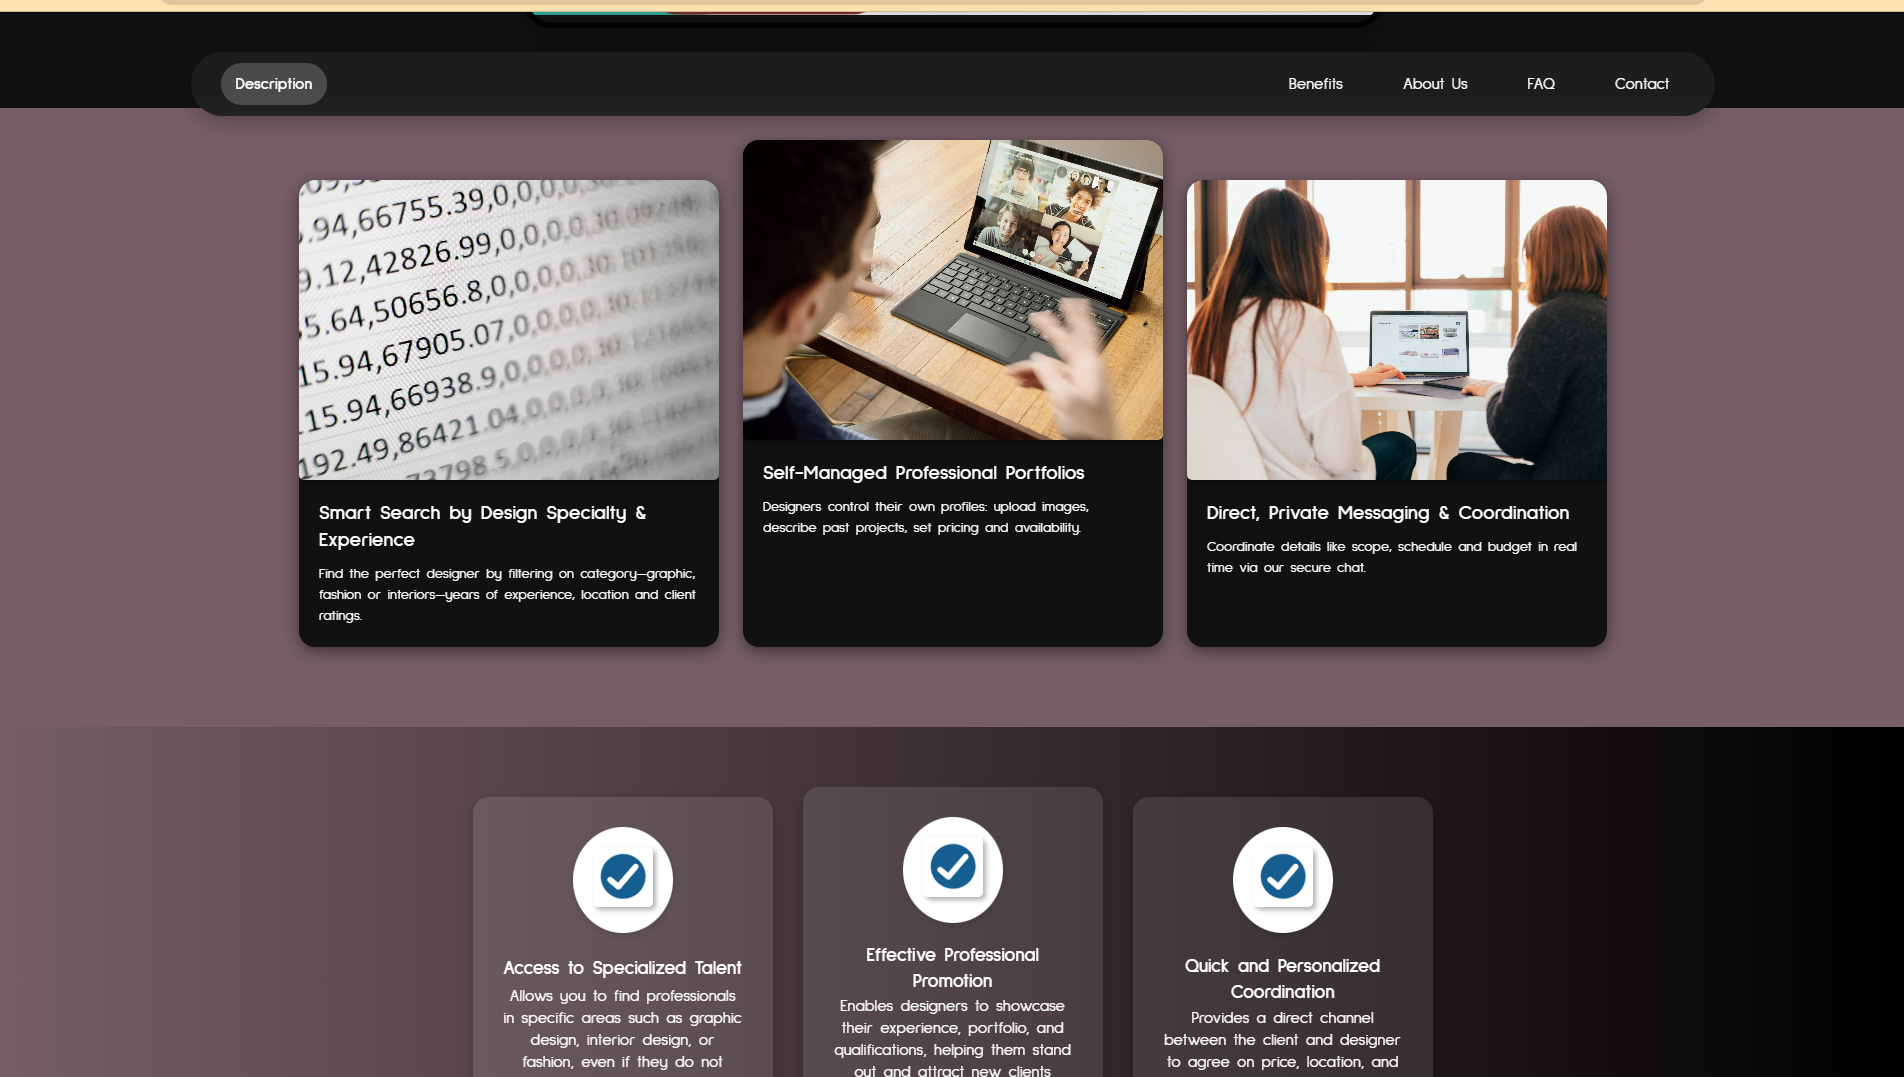 Description
Benefits
About Us
FAQ
Contact
.94,66755.39,0,0,0,0,30
9.12,42826.99,0,0,0,0,30
5.64,50656.8,0,0,0,0,30
15.94,67905.07,0,0,0,0,30
115.94,66938.9,0,0,0,0,30
192.49,86421.04,0,0,0,0,30
73798.5,0,0,0
Smart Search by Design Specialty &
Experience
Find the perfect designer by filtering on category—graphic,
fashion or interiors—years of experience, location and client
ratings.
Self-Managed Professional Portfolios
Designers control their own profiles: upload images,
describe past projects, set pricing and availability.
Direct, Private Messaging & Coordination
Coordinate details like scope, schedule and budget in real
time via our secure chat.
Access to Specialized Talent
Allows you to find professionals
in specific areas such as graphic
design, interior design, or
fashion, even if they do not
Effective Professional
Promotion
Enables designers to showcase
their experience, portfolio, and
qualifications, helping them stand
out and attract new clients
Quick and Personalized
Coordination
Provides a direct channel
between the client and designer
to agree on price, location, and